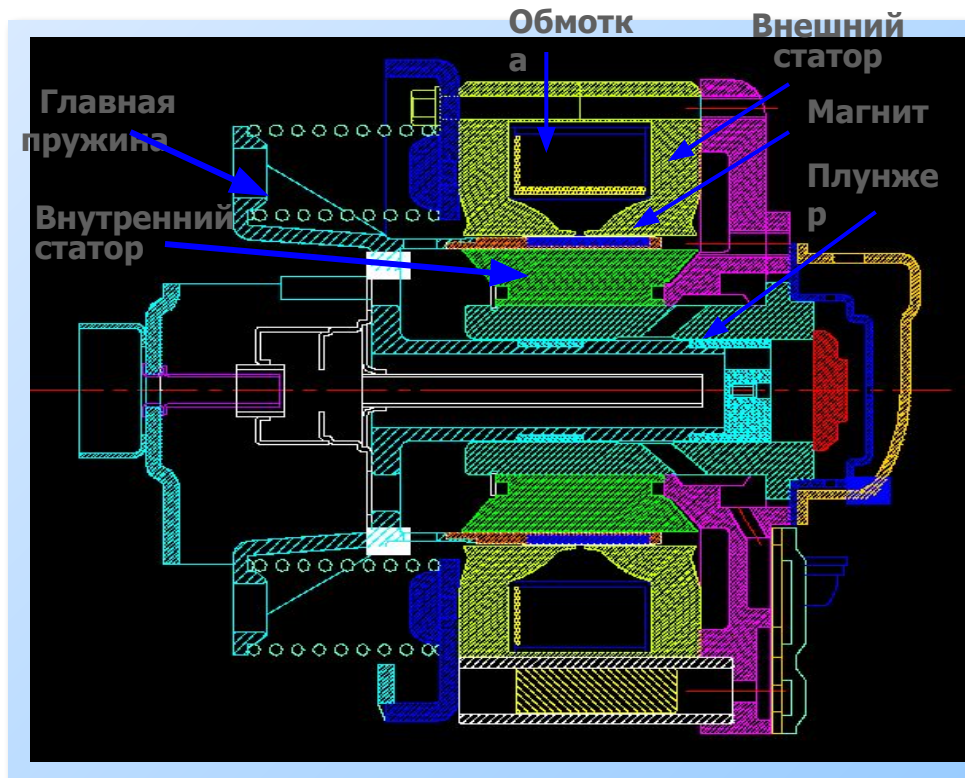 Обмотк
а
Внешний
статор
Главная
пружина
Магнит
Плунже
р
Внутренний
статор